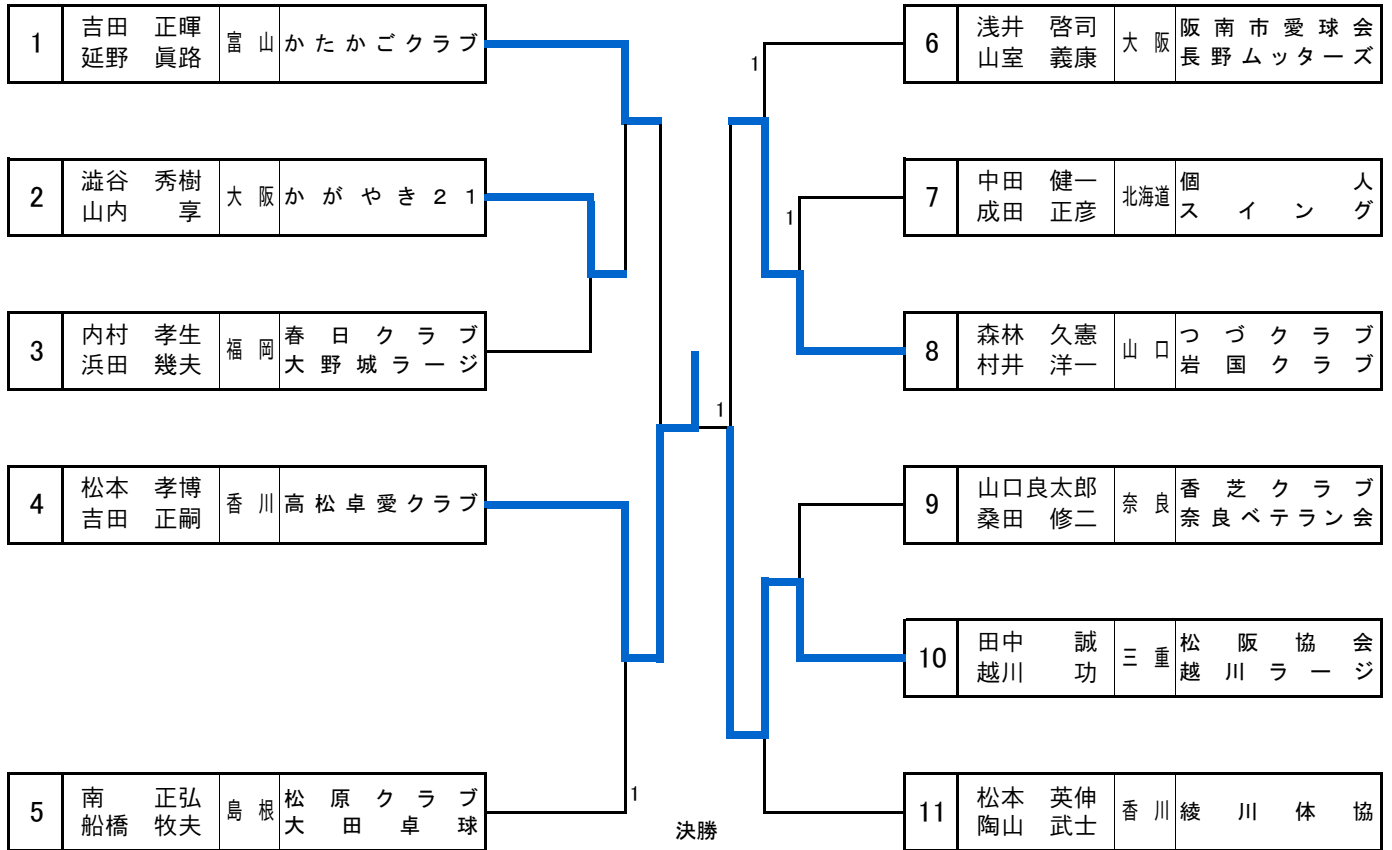 1 吉田 正暉 富山 かたかごクラブ
延野 眞路
2 澁谷 秀樹 大阪 かがやき21
山内 享
3 内村 孝生 福岡 春日クラブ
浜田 幾夫 大野城ラージ
4 松本 孝博 香川 高松卓愛クラブ
吉田 正嗣
5 南 正弘 島根 松原クラブ
船橋 牧夫 大田卓球
1
1
決勝
1
1
6 浅井 啓司 大阪 阪南市愛球会
山室 義康 長野ムッターズ
7 中田 健一 北海道 個人
成田 正彦 スイング
8 森林 久憲 山口 つづクラブ
村井 洋一 岩国クラブ
9 山口良太郎 奈良 香芝クラブ
桑田 修二 奈良ベテラン会
10 田中 誠 三重 松阪協会
越川 功 越川ラージ
11 松本 英伸 香川 綾川体協
陶山 武士